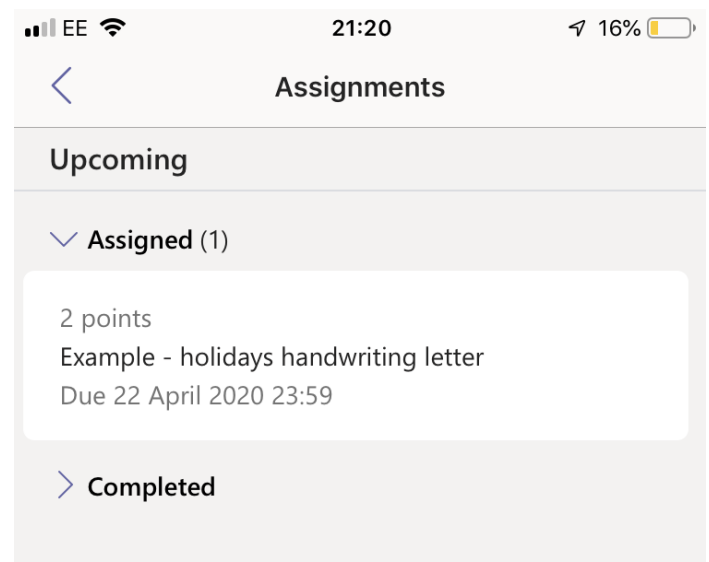 EE 21:20 16%
Assignments
Upcoming
Assigned (1)
2 points
Example - holidays handwriting letter
Due 22 April 2020 23:59
Completed